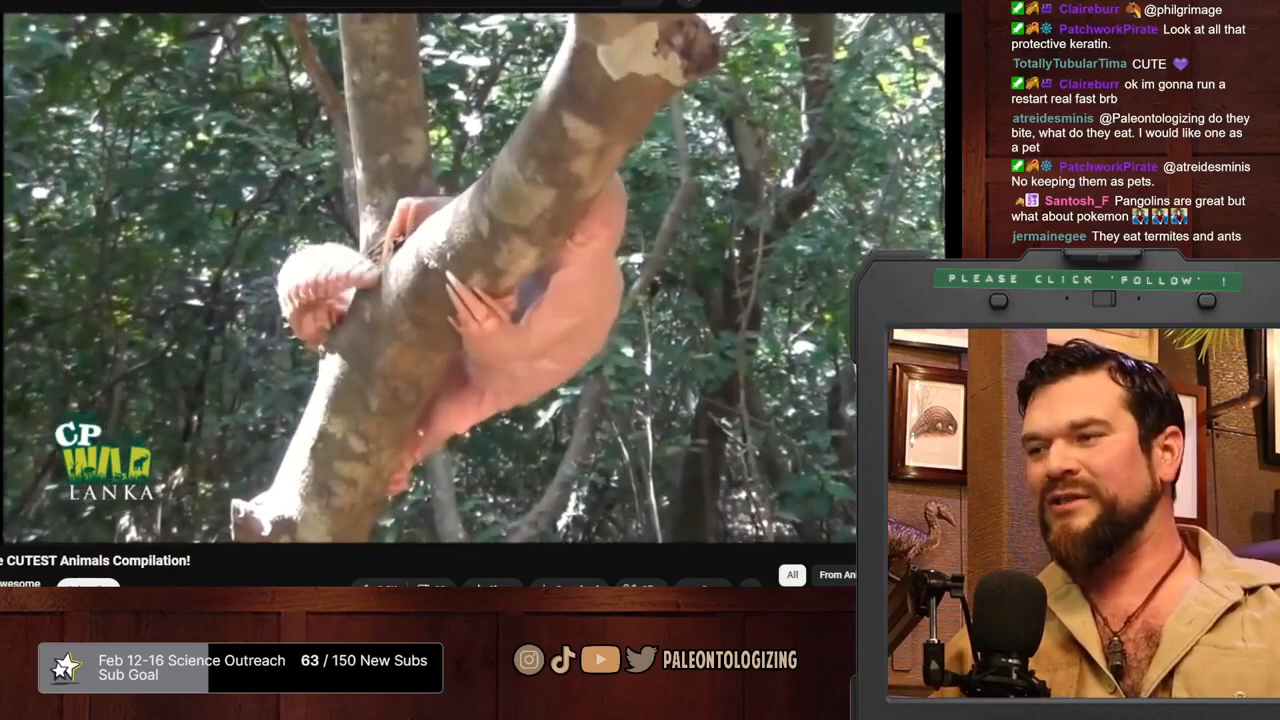 Claireburr @philgrimage
PatchworkPirate Look at all that
protective keratin.
TotallyTubularTima CUTE
Claireburr ok im gonna run a
restart real fast brb
atreidesminis @Paleontologizing do they
bite, what do they eat. I would like one as
a pet
PatchworkPirate @atreidesminis
No keeping them as pets.
Santosh_F Pangolins are great but
what about pokemon
jermainegee They eat termites and ants
PLEASE CLICK "FOLLOW" !
CP
WILD
LANKA
e CUTEST Animals Compilation!
wesome
All
From Ani
Feb 12-16 Science Outreach 63 / 150 New Subs
Sub Goal
PALEONTOLOGIZING